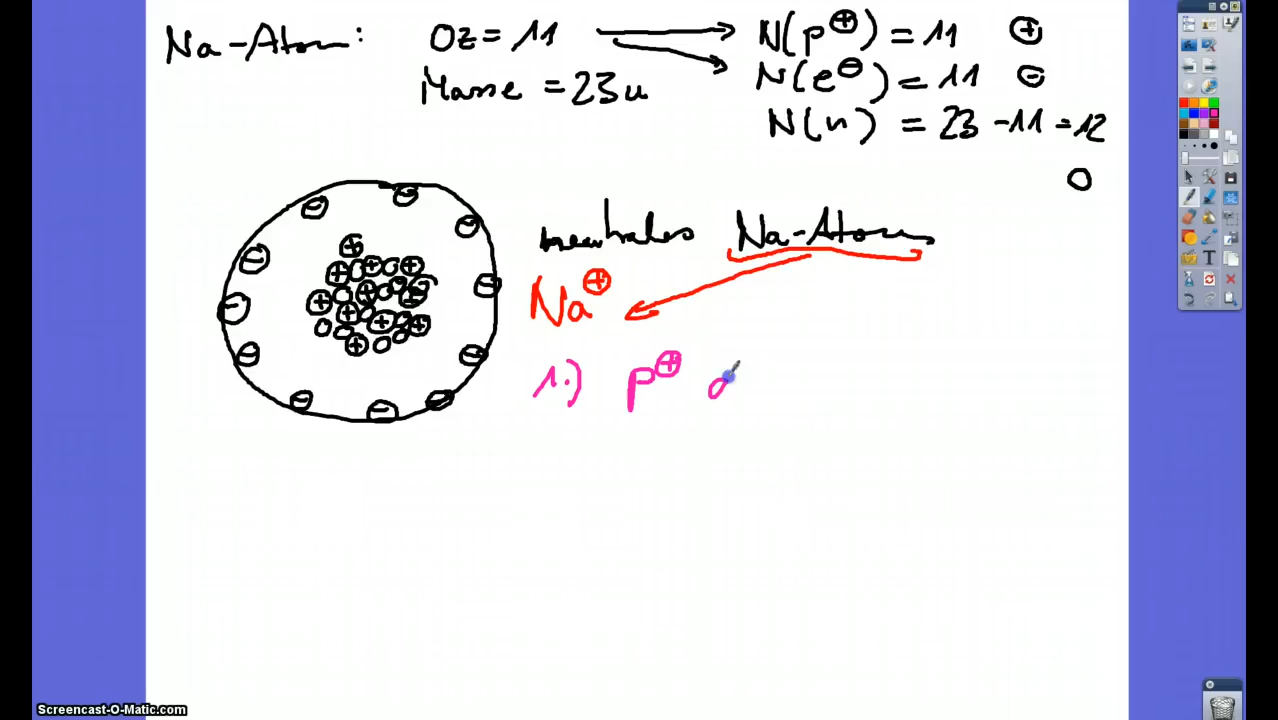 Na-Atom: Oz = 11 N(p⊕) = 11 ⊕
Masse = 23u N(e⊖) = 11 ⊖
N(n) = 23 - 11 = 12
O
neutrales Na-Atom
Na⊕
1.) p⊕
Screencast-O-Matic.com